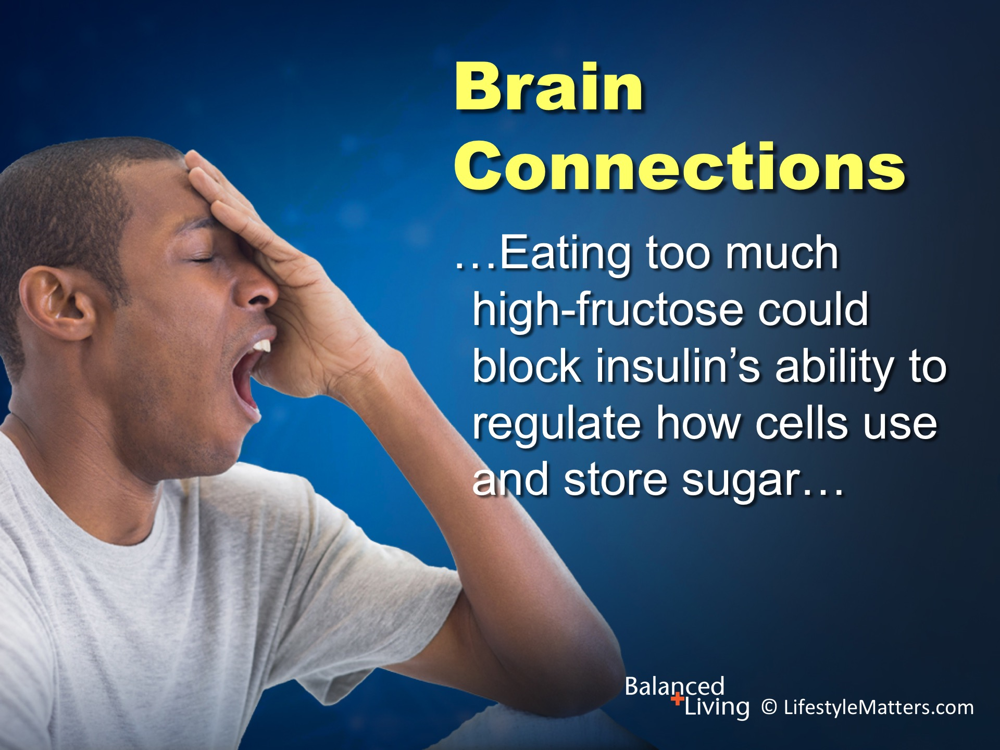 Brain
Connections
…Eating too much
high-fructose could
block insulin’s ability to
regulate how cells use
and store sugar…
Balanced
Living © LifestyleMatters.com